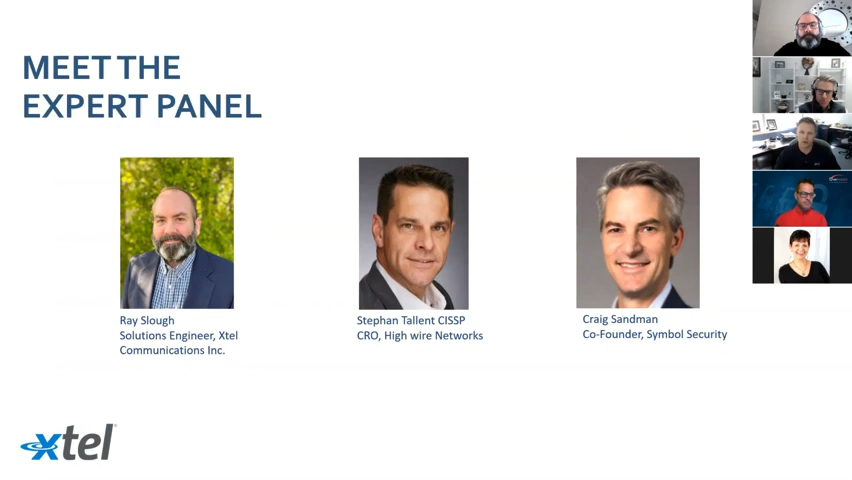 MEET THE
EXPERT PANEL
Ray Slough
Solutions Engineer, Xtel
Communications Inc.
Stephan Tallent CISSP
CRO, High wire Networks
Craig Sandman
Co-Founder, Symbol Security
xtel